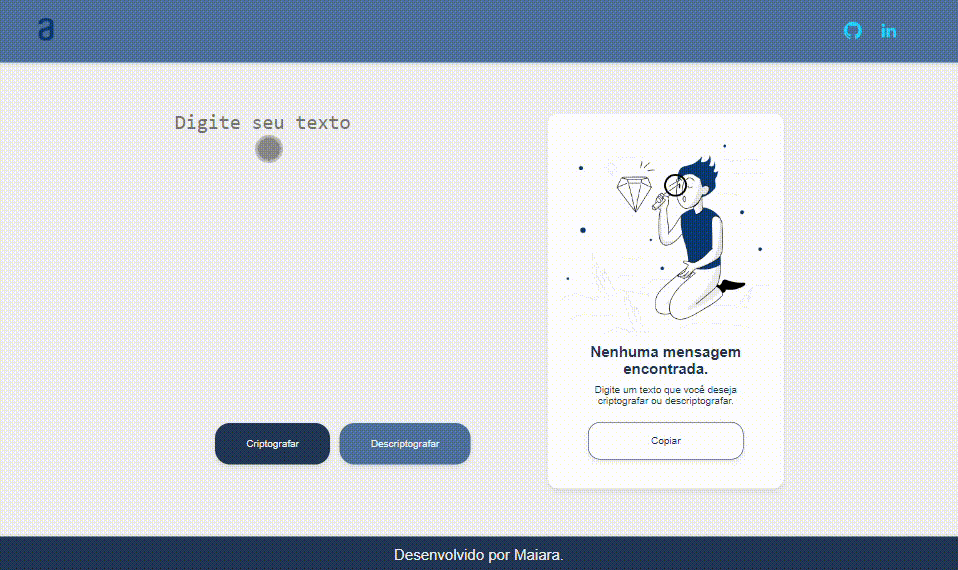 a
in
Digite seu texto
Nenhuma mensagem
encontrada.
Digite um texto que você deseja
criptografar ou descriptografar.
Criptografar
Descriptografar
Copiar
Desenvolvido por Maiara.